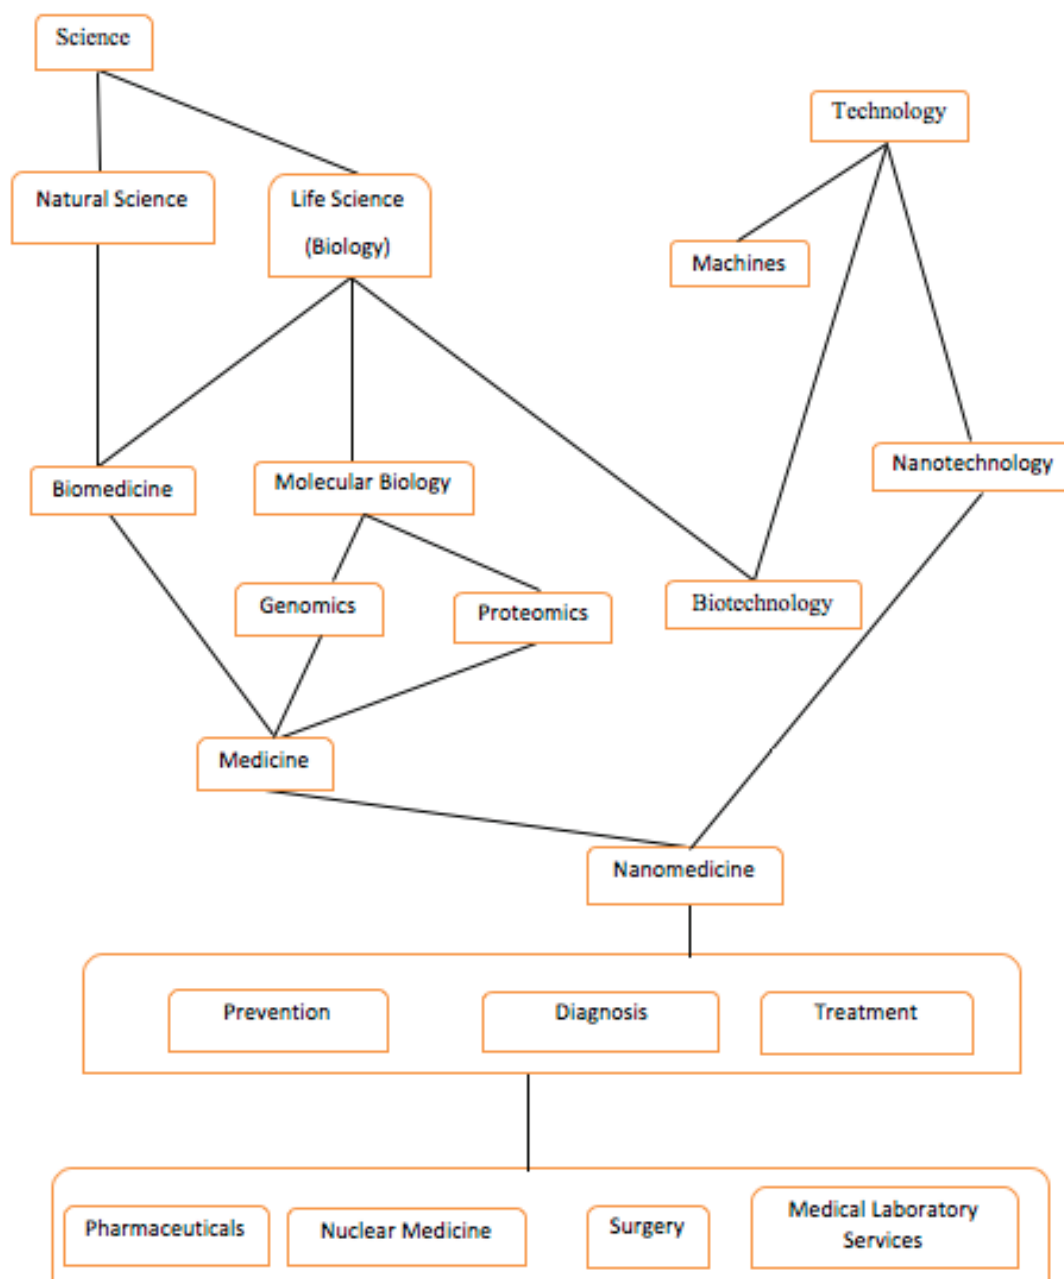 Science
Technology
Natural Science
Life Science
(Biology)
Machines
Biomedicine
Molecular Biology
Nanotechnology
Genomics
Proteomics
Biotechnology
Medicine
Nanomedicine
Prevention
Diagnosis
Treatment
Pharmaceuticals
Nuclear Medicine
Surgery
Medical Laboratory
Services